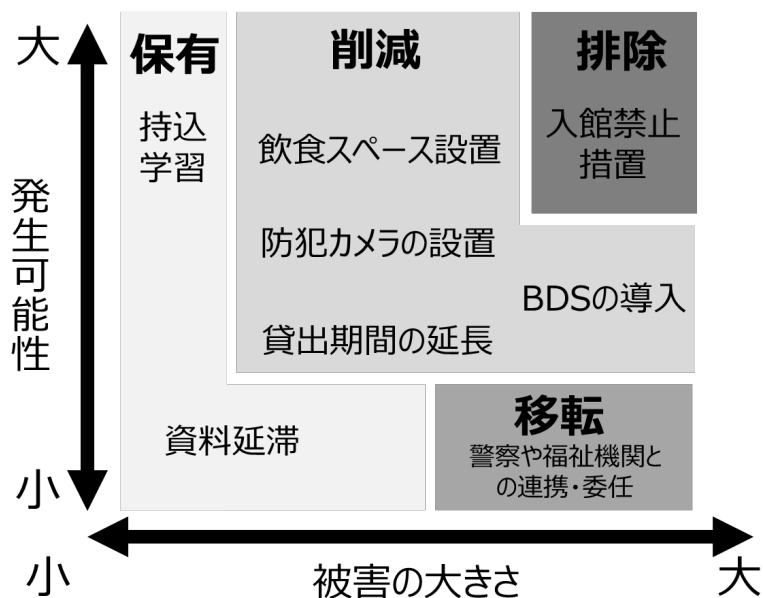 大
発生可能性
小
保有
持込
学習
資料延滞
削減
飲食スペース設置
防犯カメラの設置
BDSの導入
貸出期間の延長
排除
入館禁止
措置
移転
警察や福祉機関と
の連携・委任
小
被害の大きさ
大